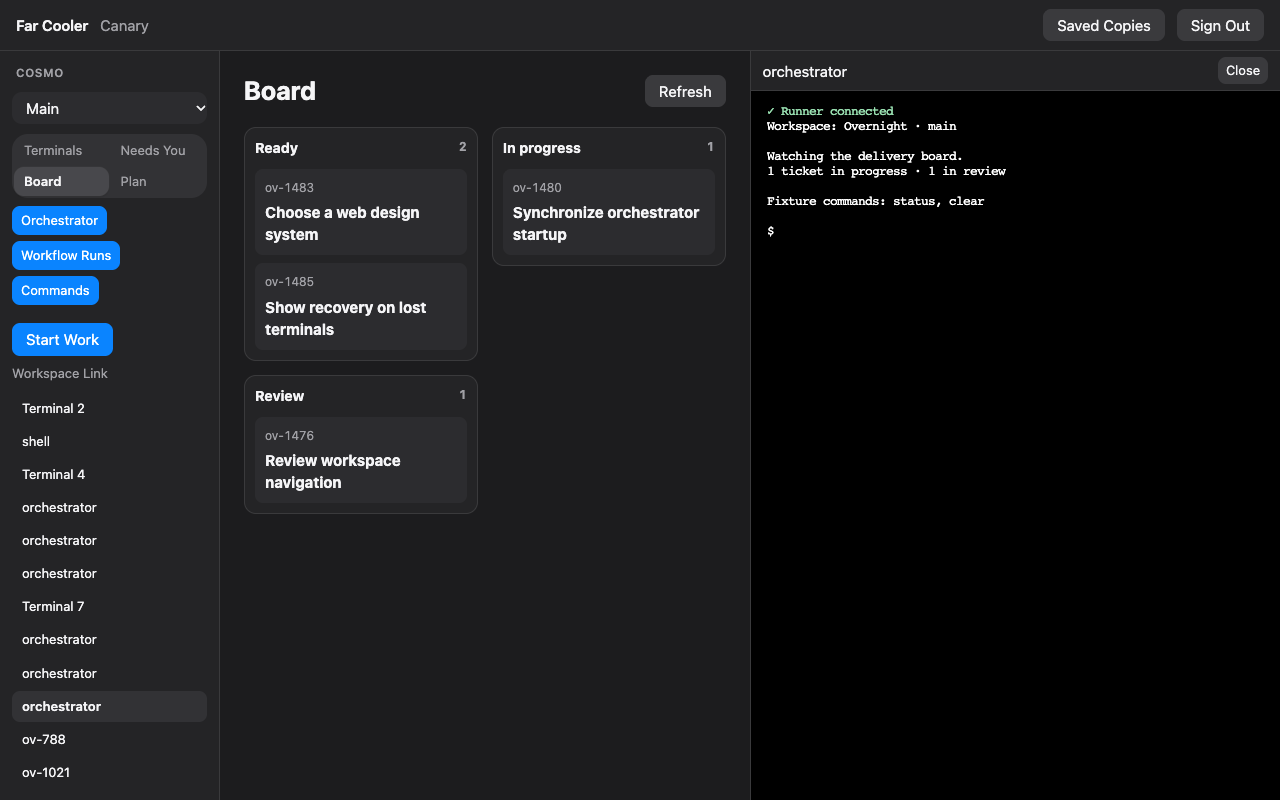 Far Cooler Canary
Saved Copies
Sign Out
COSMO
Main
Terminals
Needs You
Board
Plan
Orchestrator
Workflow Runs
Commands
Start Work
Workspace Link
Terminal 2
shell
Terminal 4
orchestrator
orchestrator
orchestrator
Terminal 7
orchestrator
orchestrator
orchestrator
ov-788
ov-1021
Board
Refresh
Ready 2
ov-1483
Choose a web design
system
ov-1485
Show recovery on lost
terminals
In progress 1
ov-1480
Synchronize orchestrator
startup
Review 1
ov-1476
Review workspace
navigation
orchestrator
Close
✓ Runner connected
Workspace: Overnight · main
Watching the delivery board.
1 ticket in progress · 1 in review
Fixture commands: status, clear
$